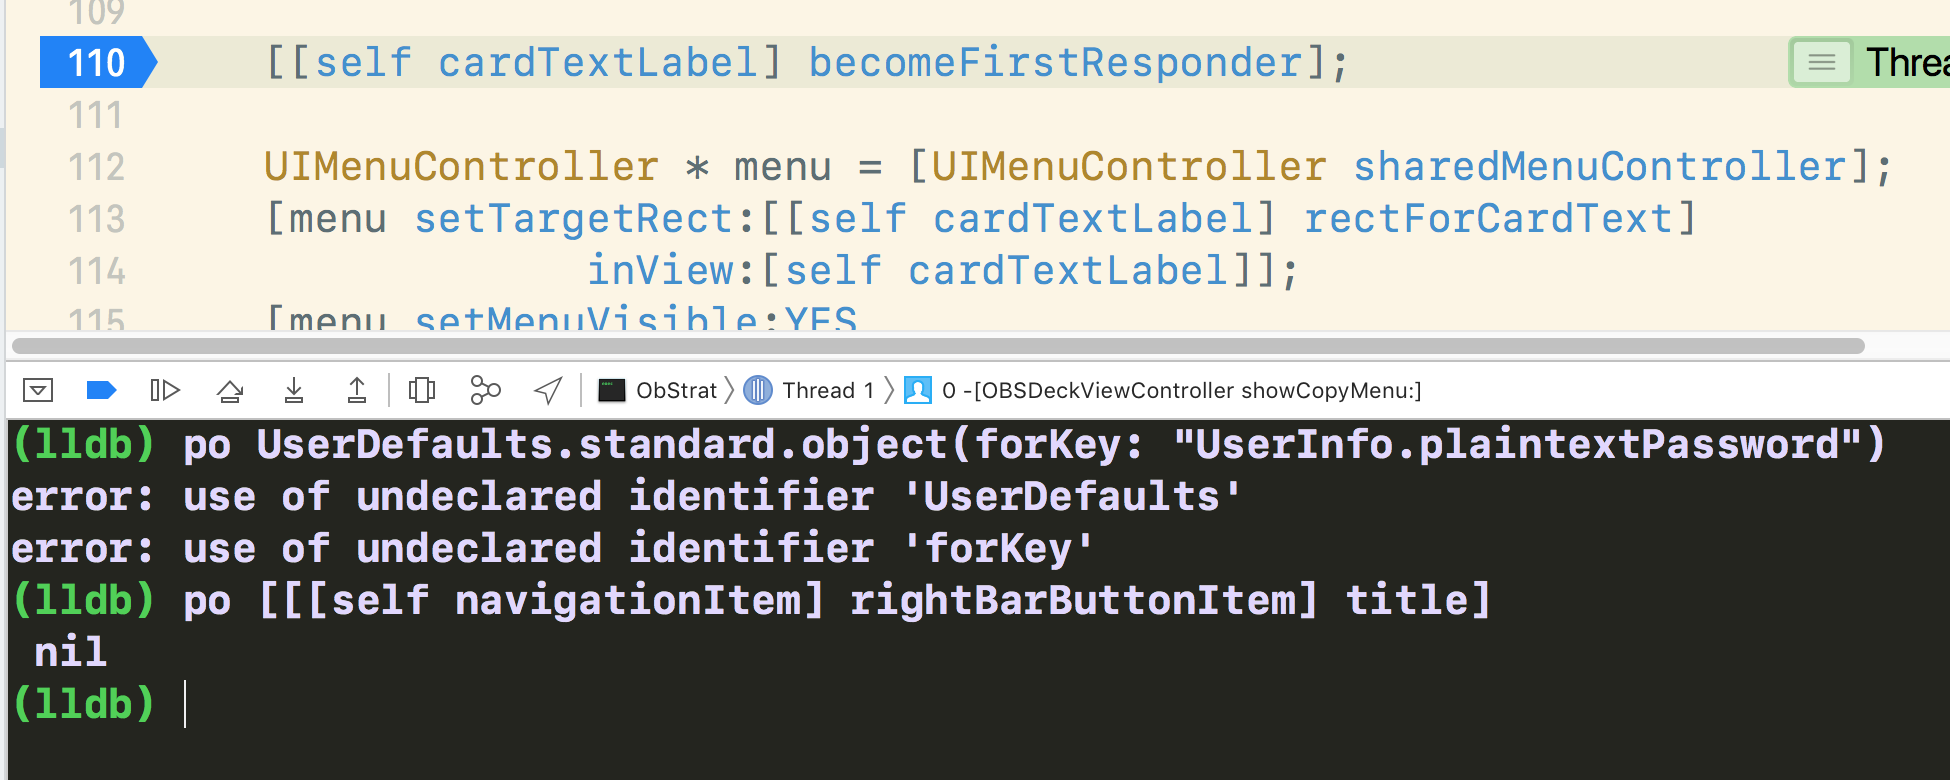 109
110 [[self cardTextLabel] becomeFirstResponder];
Threa
111
112 UIMenuController * menu = [UIMenuController sharedMenuController];
113 [menu setTargetRect:[[self cardTextLabel] rectForCardText]
114 inView:[self cardTextLabel]];
115 [menu setMenuVisible:YES
ObStrat Thread 1 0 -[OBSDeckViewController showCopyMenu:]
(lldb) po UserDefaults.standard.object(forKey: "UserInfo.plaintextPassword")
error: use of undeclared identifier 'UserDefaults'
error: use of undeclared identifier 'forKey'
(lldb) po [[[self navigationItem] rightBarButtonItem] title]
nil
(lldb)